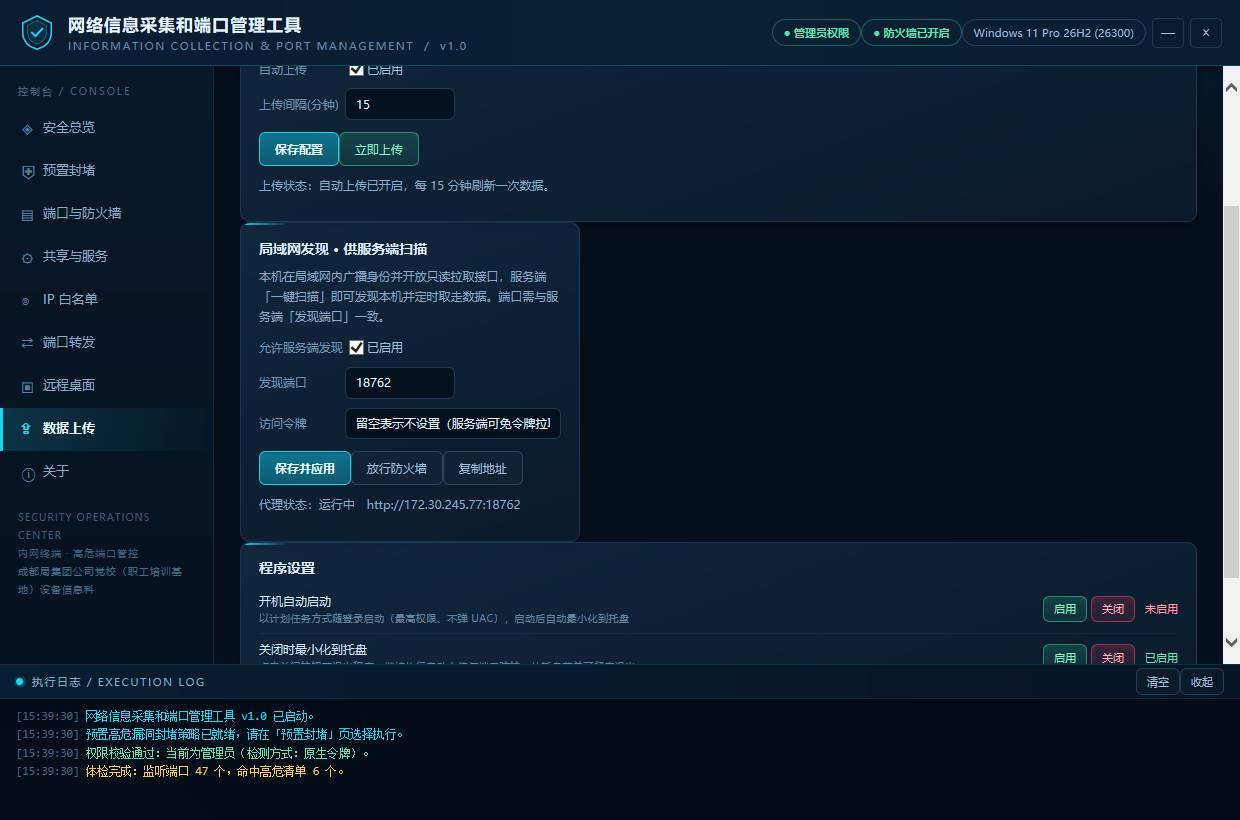 网络信息采集和端口管理工具
INFORMATION COLLECTION & PORT MANAGEMENT / v1.0
管理员权限
防火墙已开启
Windows 11 Pro 26H2 (26300)
控制台 / CONSOLE
安全总览
预置封堵
端口与防火墙
共享与服务
IP 白名单
端口转发
远程桌面
数据上传
关于
SECURITY OPERATIONS
CENTER
内网终端 · 高危端口管控
成都局集团公司党校（职工培训基
地）设备信息科
自动上传 已启用
上传间隔(分钟) 15
保存配置 立即上传
上传状态：自动上传已开启，每 15 分钟刷新一次数据。
局域网发现 • 供服务端扫描
本机在局域网内广播身份并开放只读拉取接口，服务端
「一键扫描」即可发现本机并定时取走数据。端口需与服
务端「发现端口」一致。
允许服务端发现 已启用
发现端口 18762
访问令牌 留空表示不设置（服务端可免令牌拉
保存并应用 放行防火墙 复制地址
代理状态：运行中 http://172.30.245.77:18762
程序设置
开机自动启动
以计划任务方式随登录启动（最高权限、不弹 UAC），启动后自动最小化到托盘
启用 关闭 未启用
关闭时最小化到托盘
启用 关闭 已启用
执行日志 / EXECUTION LOG
清空 收起
[15:39:30] 网络信息采集和端口管理工具 v1.0 已启动。
[15:39:30] 预置高危漏洞封堵策略已就绪，请在「预置封堵」页选择执行。
[15:39:30] 权限校验通过：当前为管理员（检测方式：原生令牌）。
[15:39:30] 体检完成：监听端口 47 个，命中高危清单 6 个。